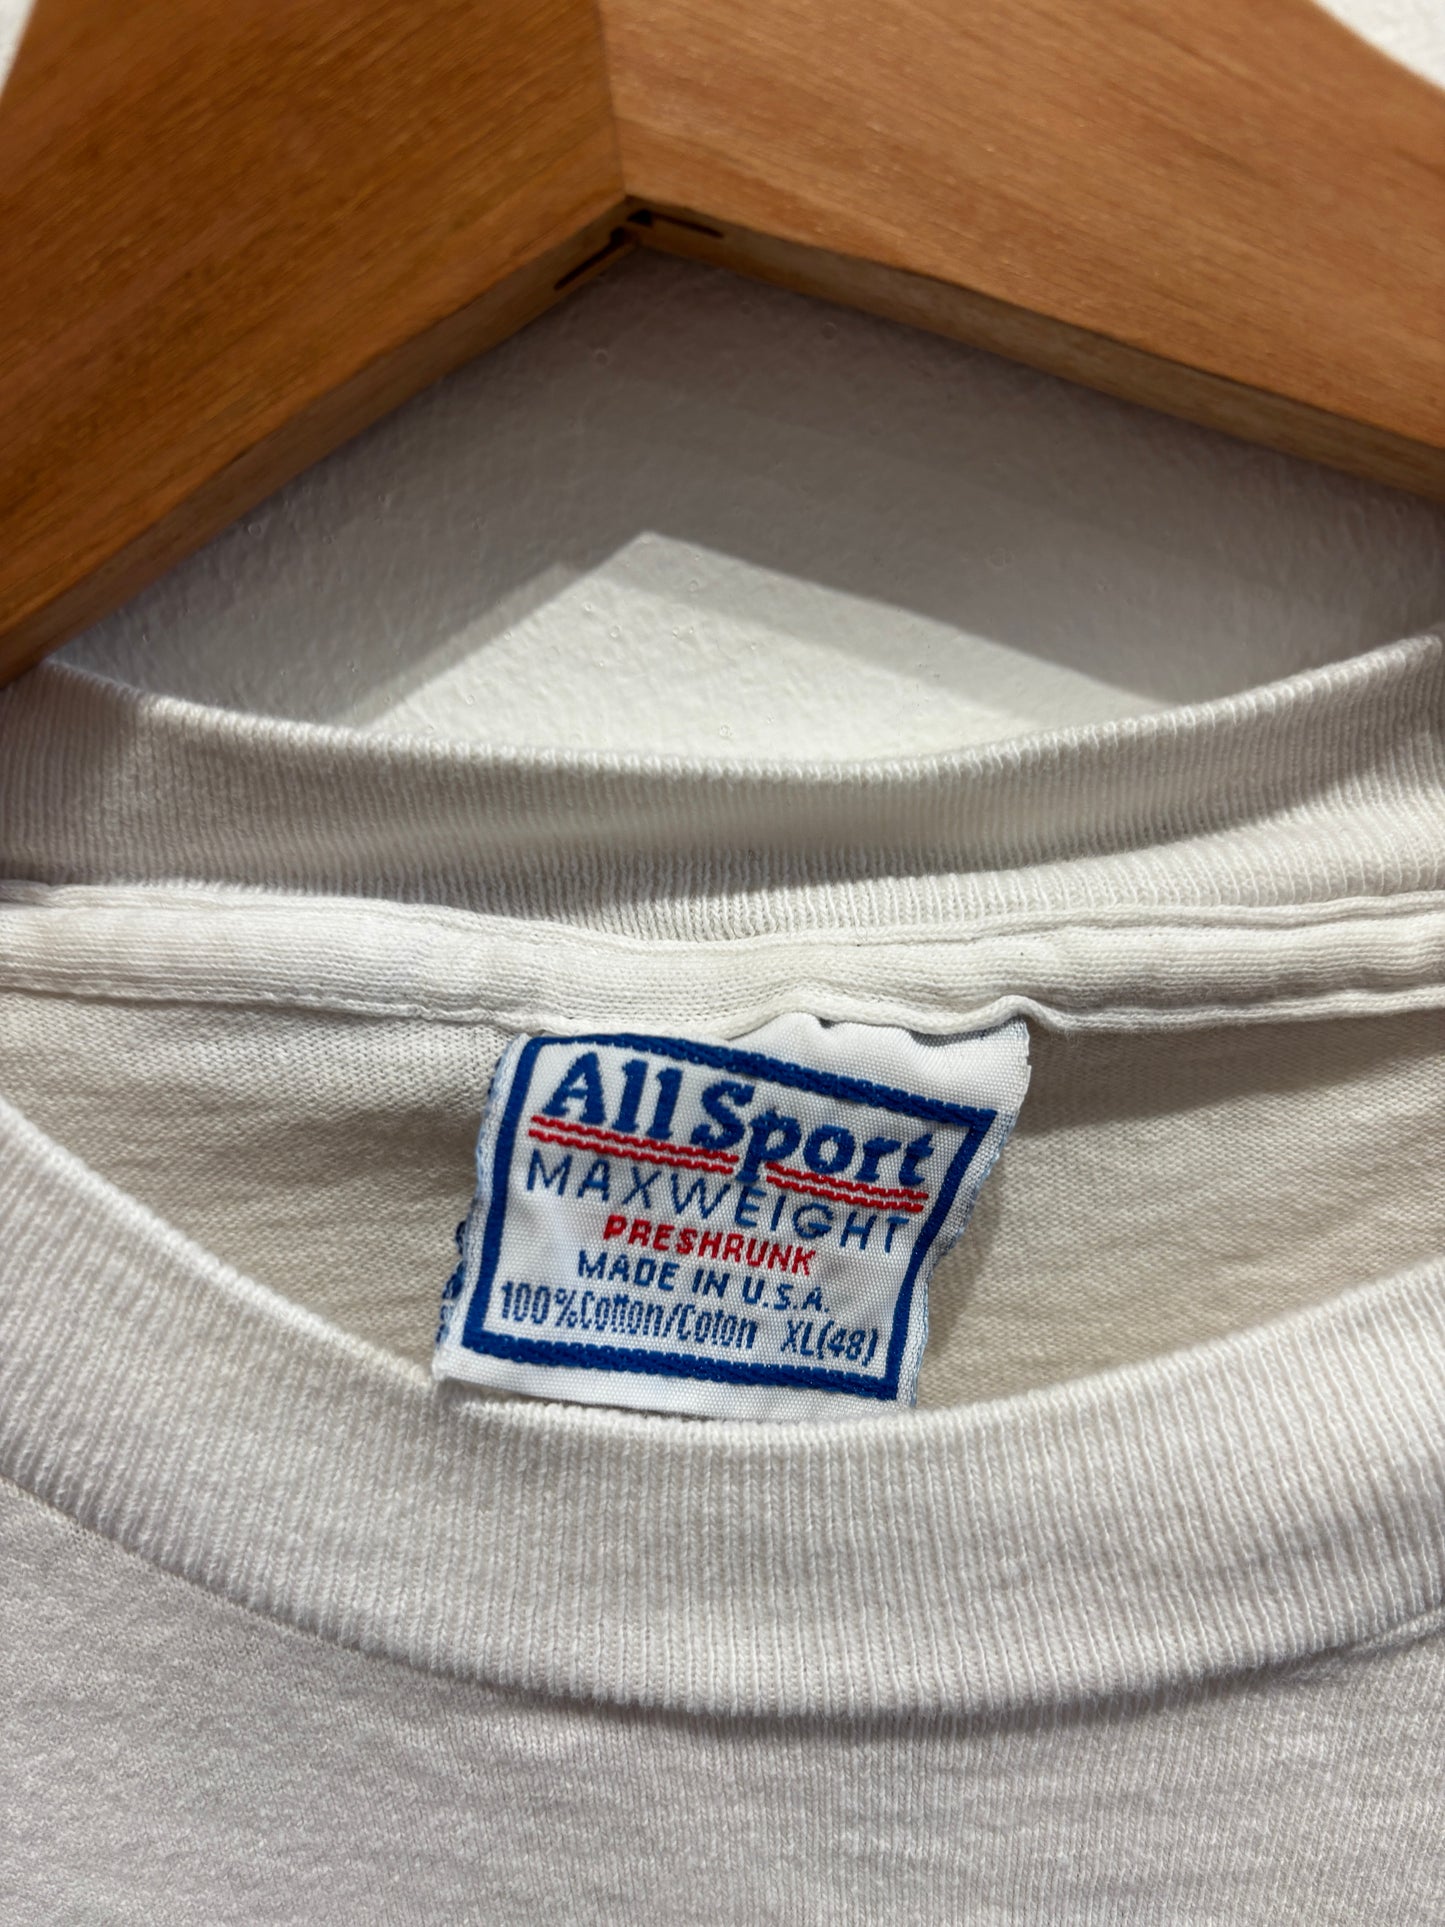 All Sport
MAXWEIGHT
PRESHRUNK
MADE IN U.S.A.
100% Cotton/Coton XL(48)